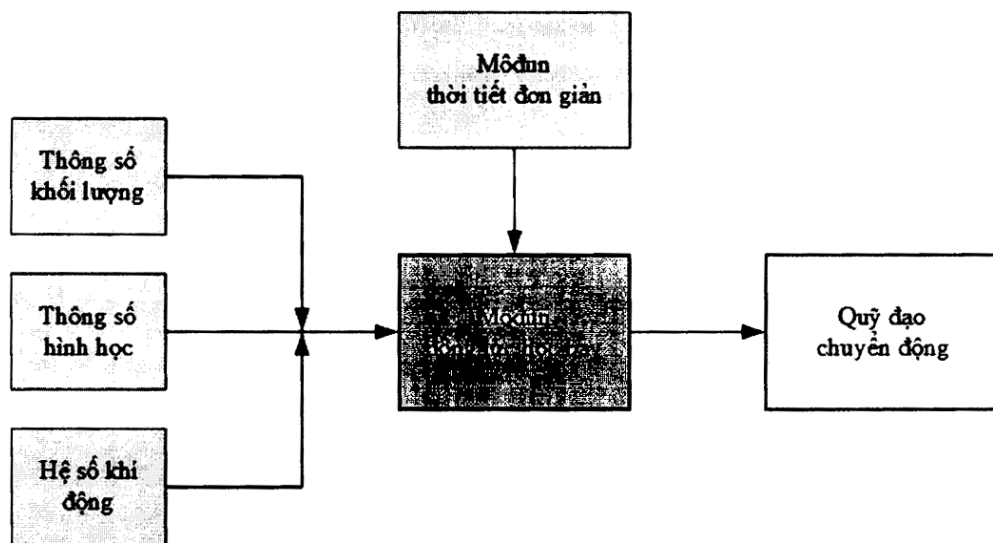 Môđun
thời tiết đơn giản
Thông số
khối lượng
Thông số
hình học
Môđun
Quỹ đạo
chuyển động
Hệ số khí
động